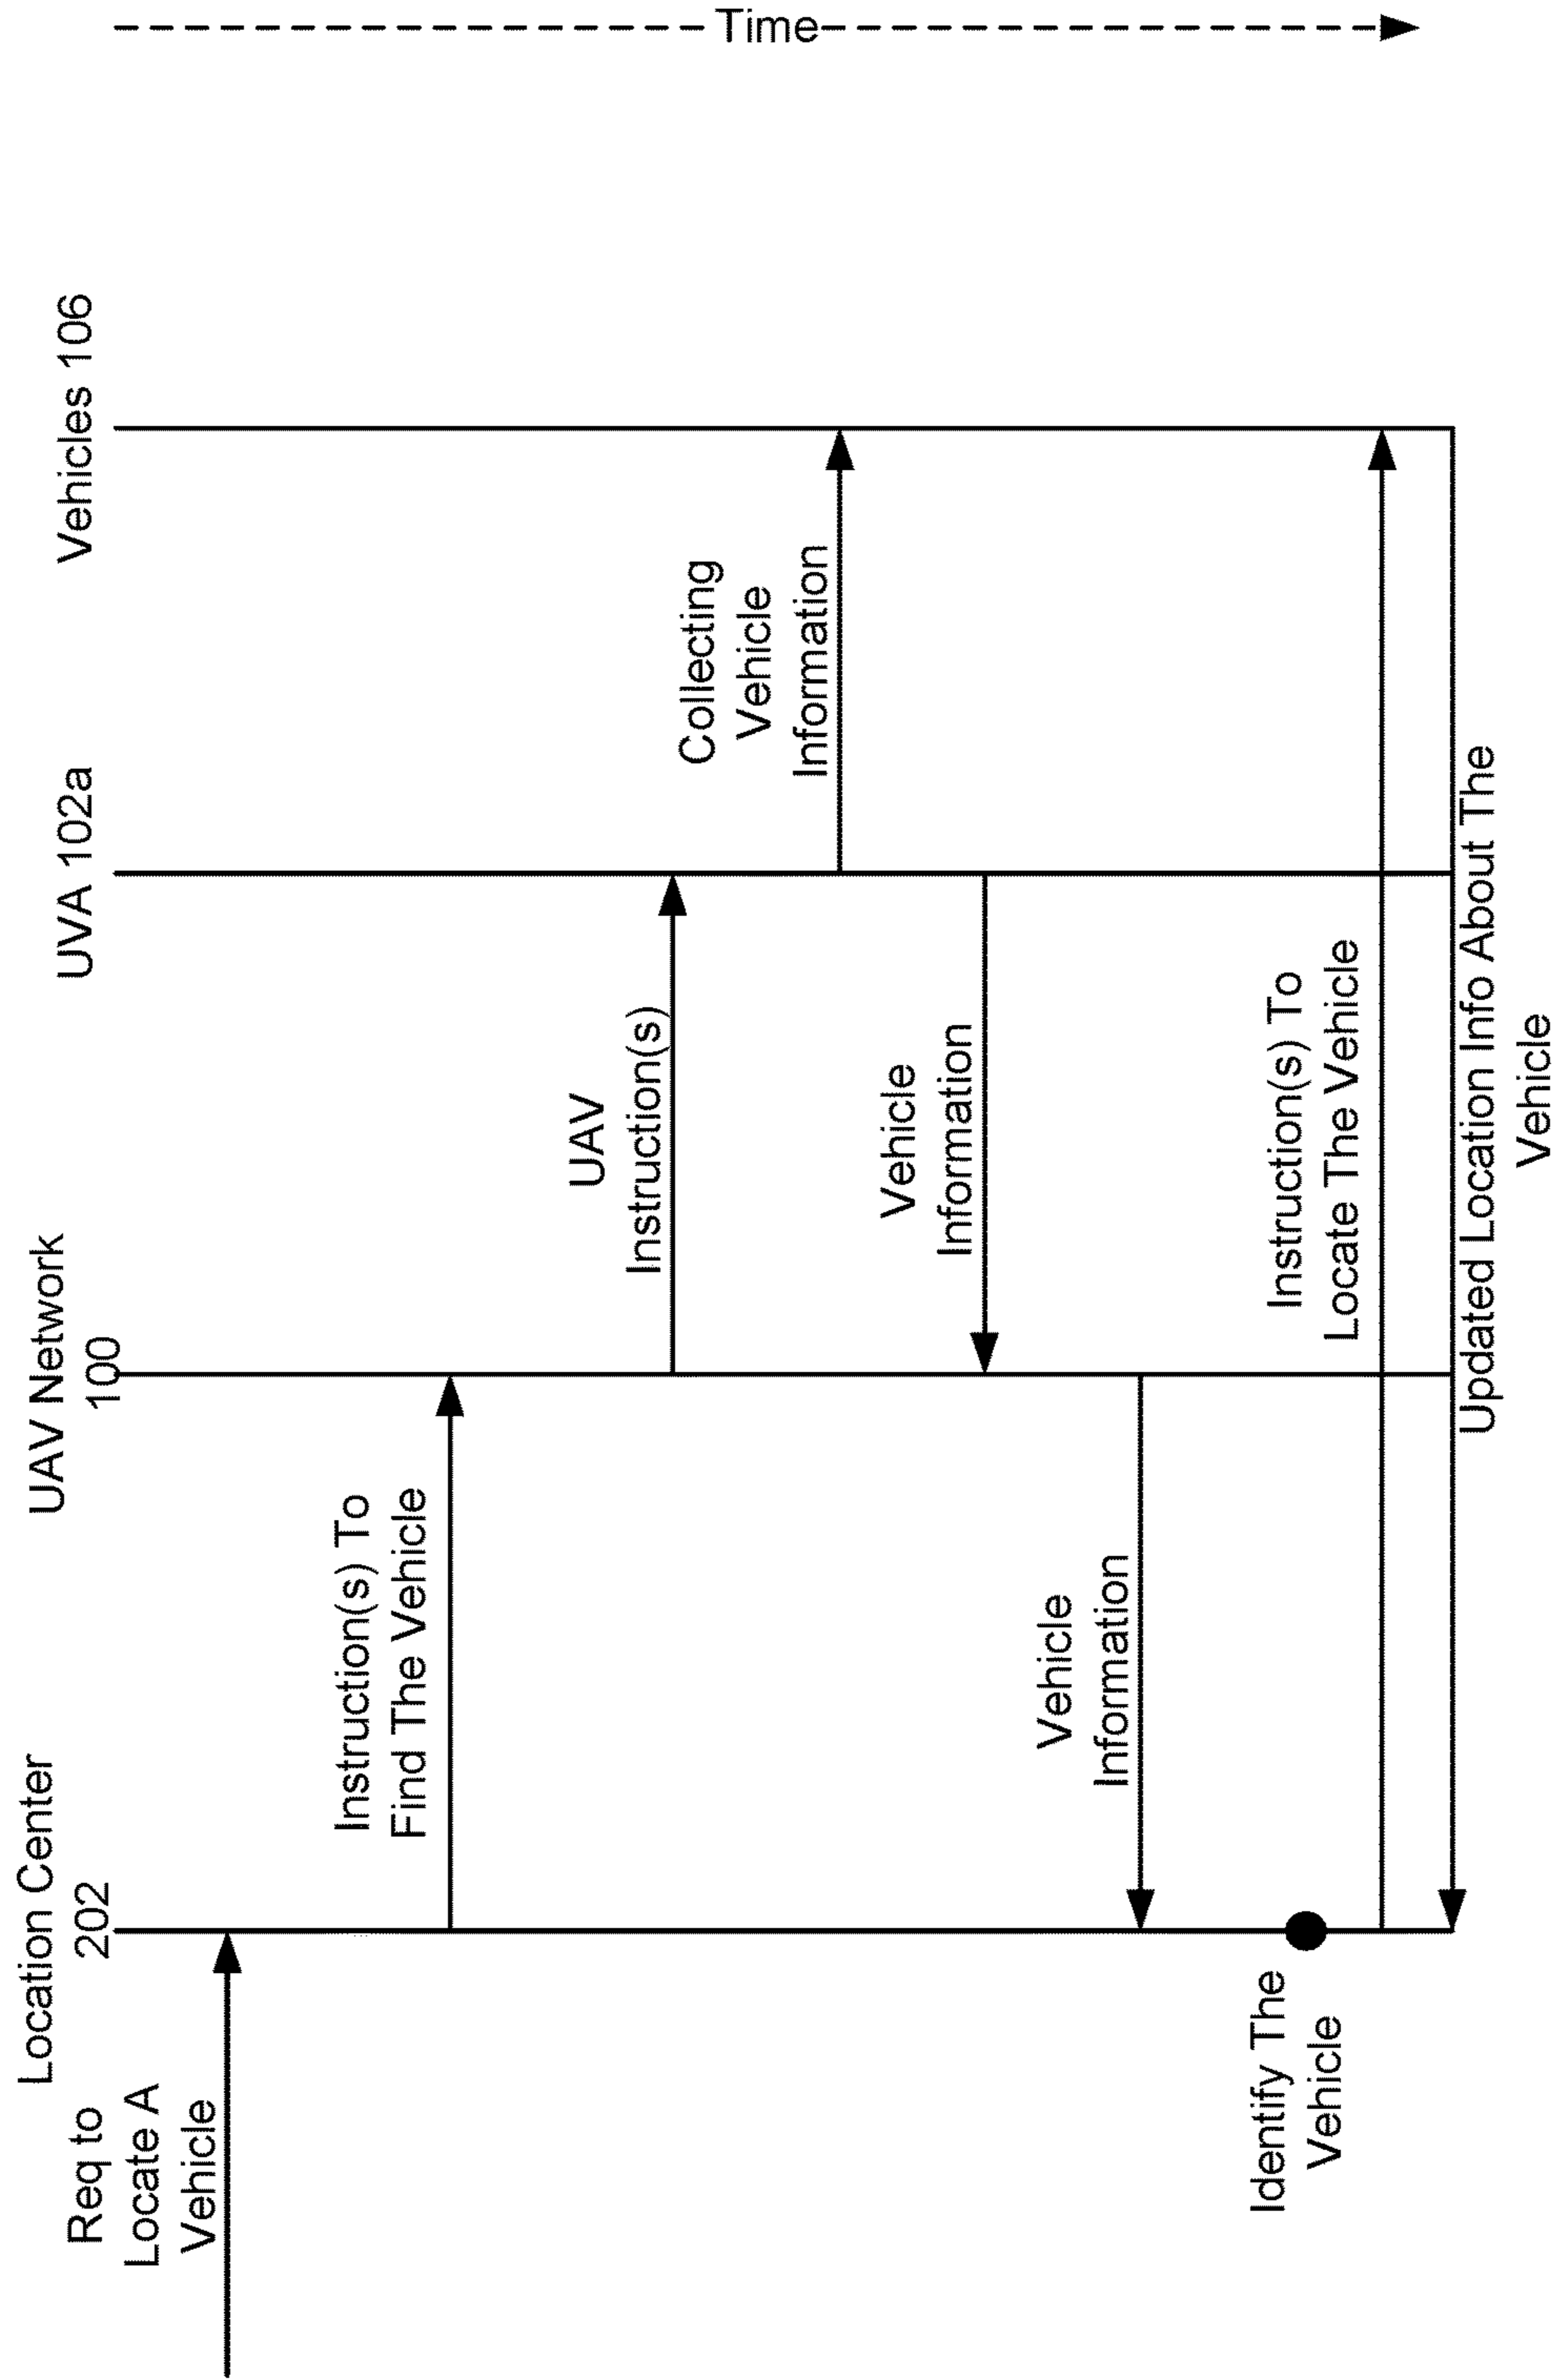 Location Center
202
UAV Network
100
UVA 102a
Vehicles 106
Time
Req to
Locate A
Vehicle
Instruction(s) To
Find The Vehicle
UAV
Instruction(s)
Collecting
Vehicle
Information
Vehicle
Information
Vehicle
Information
Identify The
Vehicle
Instruction(s) To
Locate The Vehicle
Updated Location Info About The
Vehicle